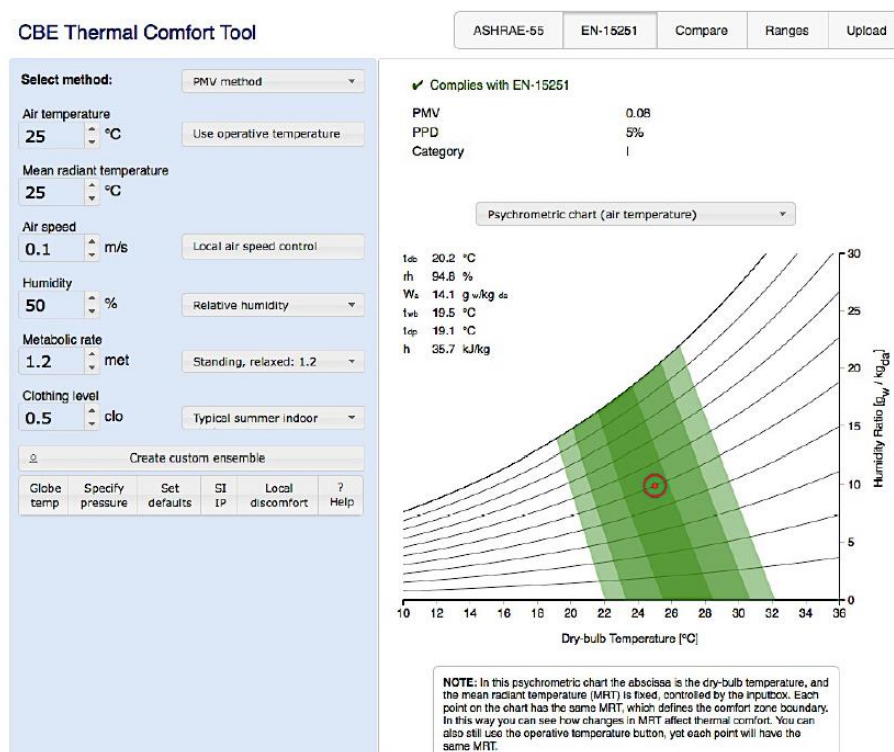 CBE Thermal Comfort Tool
ASHRAE-55 EN-15251 Compare Ranges Upload
Select method: PMV method
Air temperature
25 °C Use operative temperature
Mean radiant temperature
25 °C
Air speed
0.1 m/s Local air speed control
Humidity
50 % Relative humidity
Metabolic rate
1.2 met Standing, relaxed: 1.2
Clothing level
0.5 clo Typical summer indoor
Create custom ensemble
Globe temp Specify pressure Set defaults SI IP Local discomfort ? Help
✔ Complies with EN-15251
PMV 0.08
PPD 5%
Category I
Psychrometric chart (air temperature)
tdb 20.2 °C
rh 94.8 %
Wa 14.1 g w/kg da
twb 19.5 °C
tdp 19.1 °C
h 35.7 kJ/kg
30
25
20
15
10
5
0
Humidity Ratio [gw / kgda]
10 12 14 16 18 20 22 24 26 28 30 32 34 36
Dry-bulb Temperature [°C]
NOTE: In this psychrometric chart the abscissa is the dry-bulb temperature, and
the mean radiant temperature (MRT) is fixed, controlled by the inputbox. Each
point on the chart has the same MRT, which defines the comfort zone boundary.
In this way you can see how changes in MRT affect thermal comfort. You can
also still use the operative temperature button, yet each point will have the
same MRT.